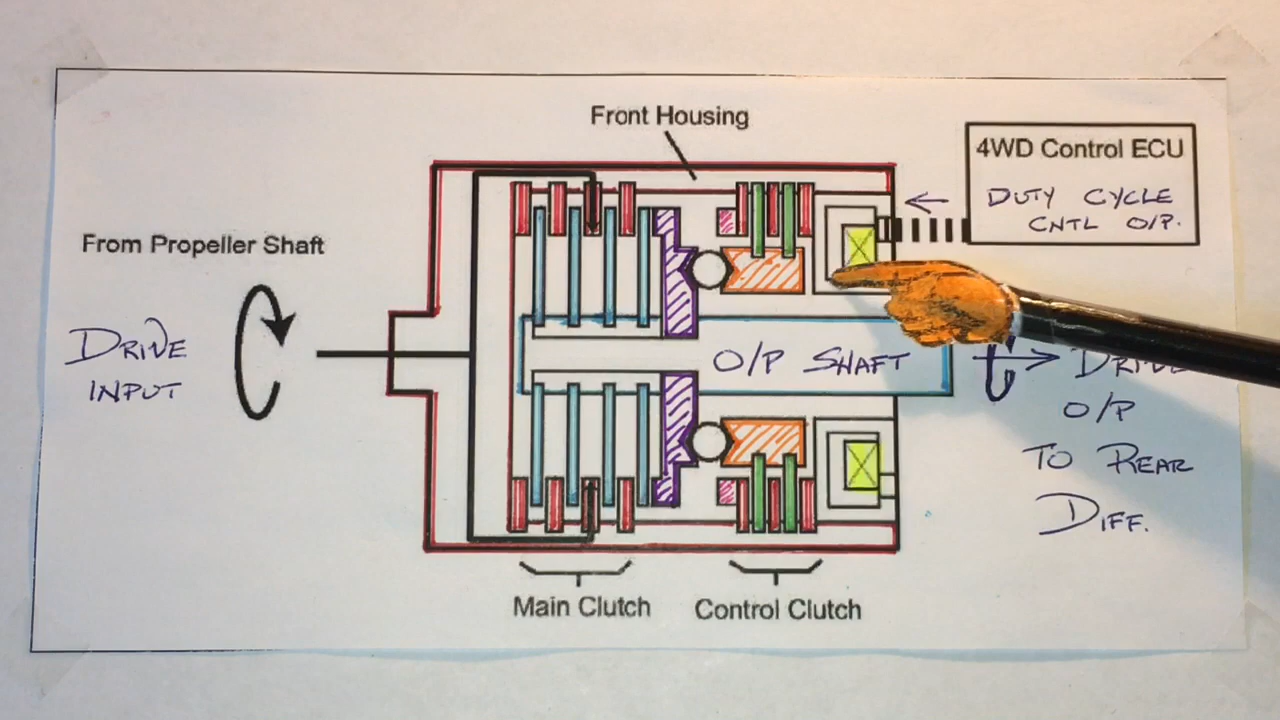 Front Housing
4WD Control ECU
DUTY CYCLE
CNTL O/P.
From Propeller Shaft
DRIVE
INPUT
O/P SHAFT
DRIVE
O/P
TO REAR
DIFF.
Main Clutch
Control Clutch